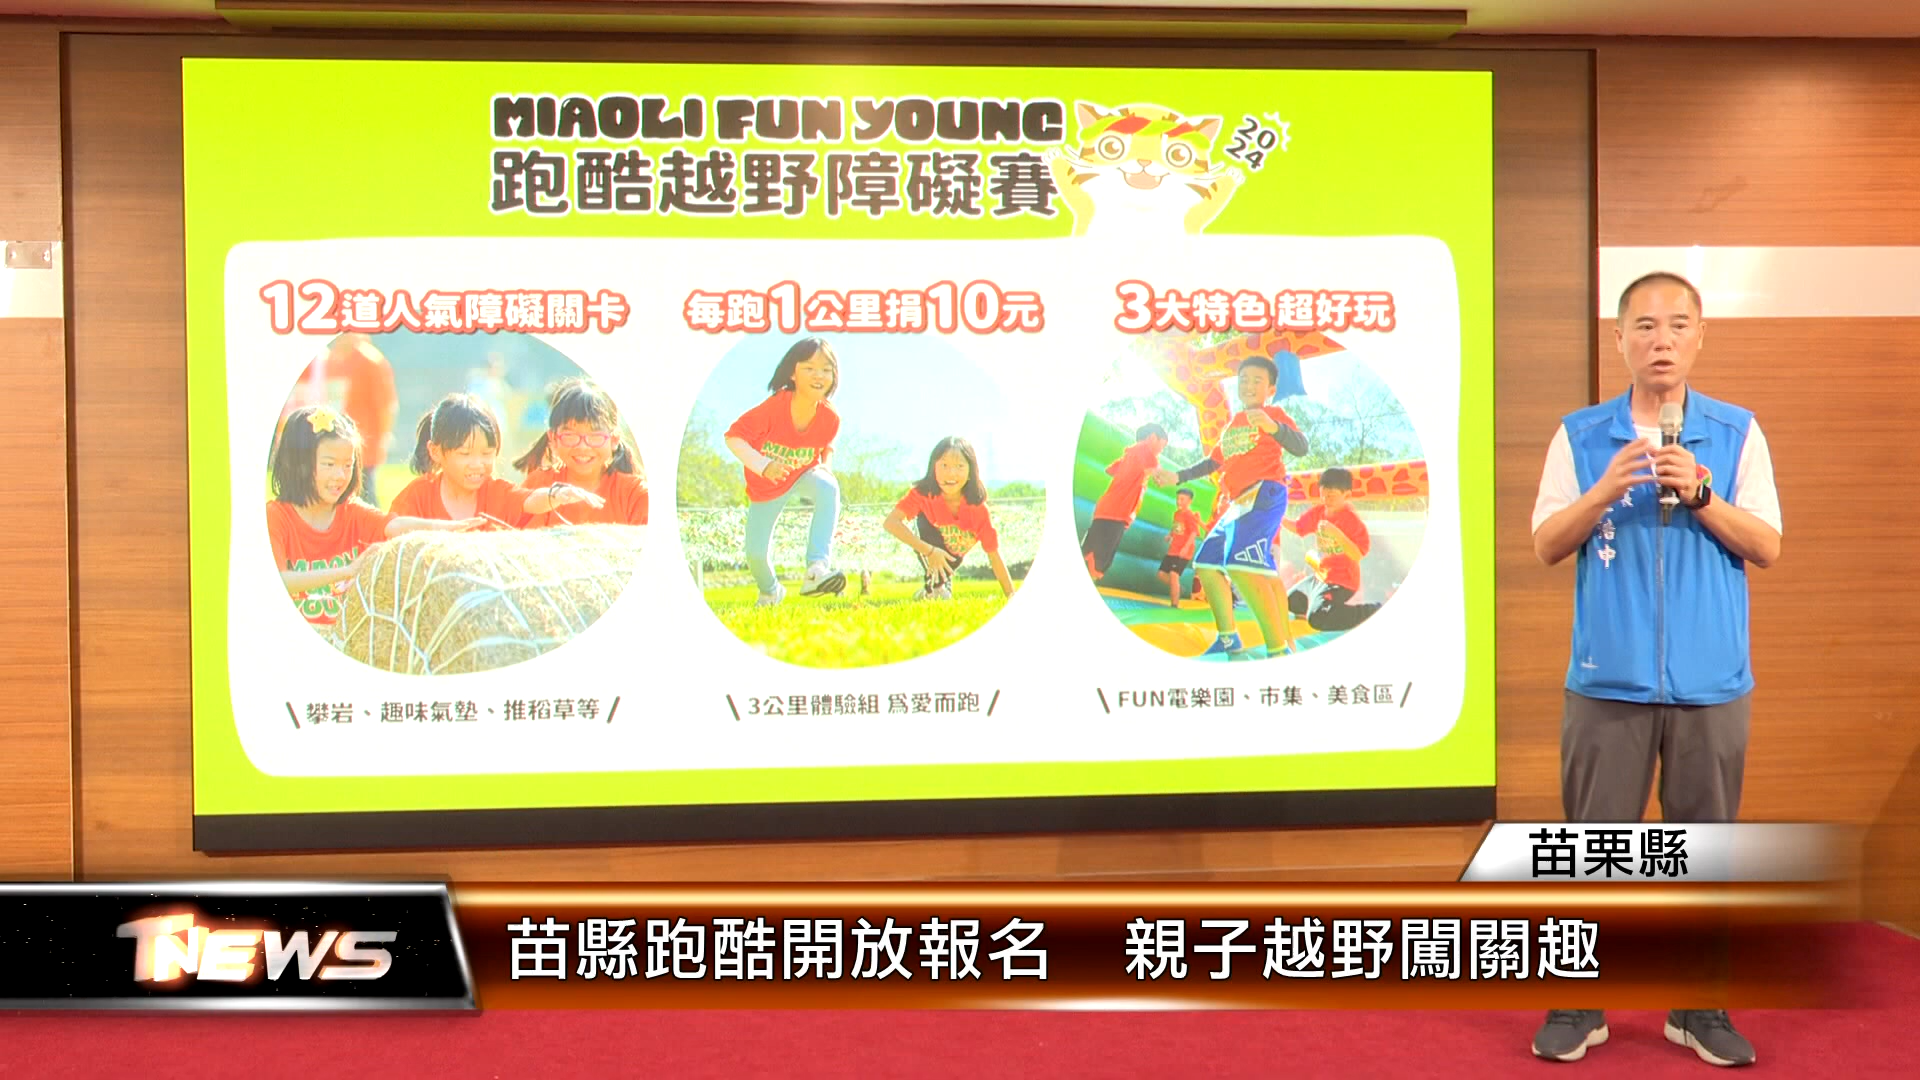 MIAOLI FUN YOUNG
跑酷越野障礙賽
20
24
12道人氣障礙關卡
每跑1公里捐10元
3大特色 超好玩
\ 攀岩、趣味氣墊、推稻草等 /
\ 3公里體驗組 為愛而跑 /
\ FUN電樂園、市集、美食區 /
苗栗縣
TNEWS
苗縣跑酷開放報名 親子越野闖關趣